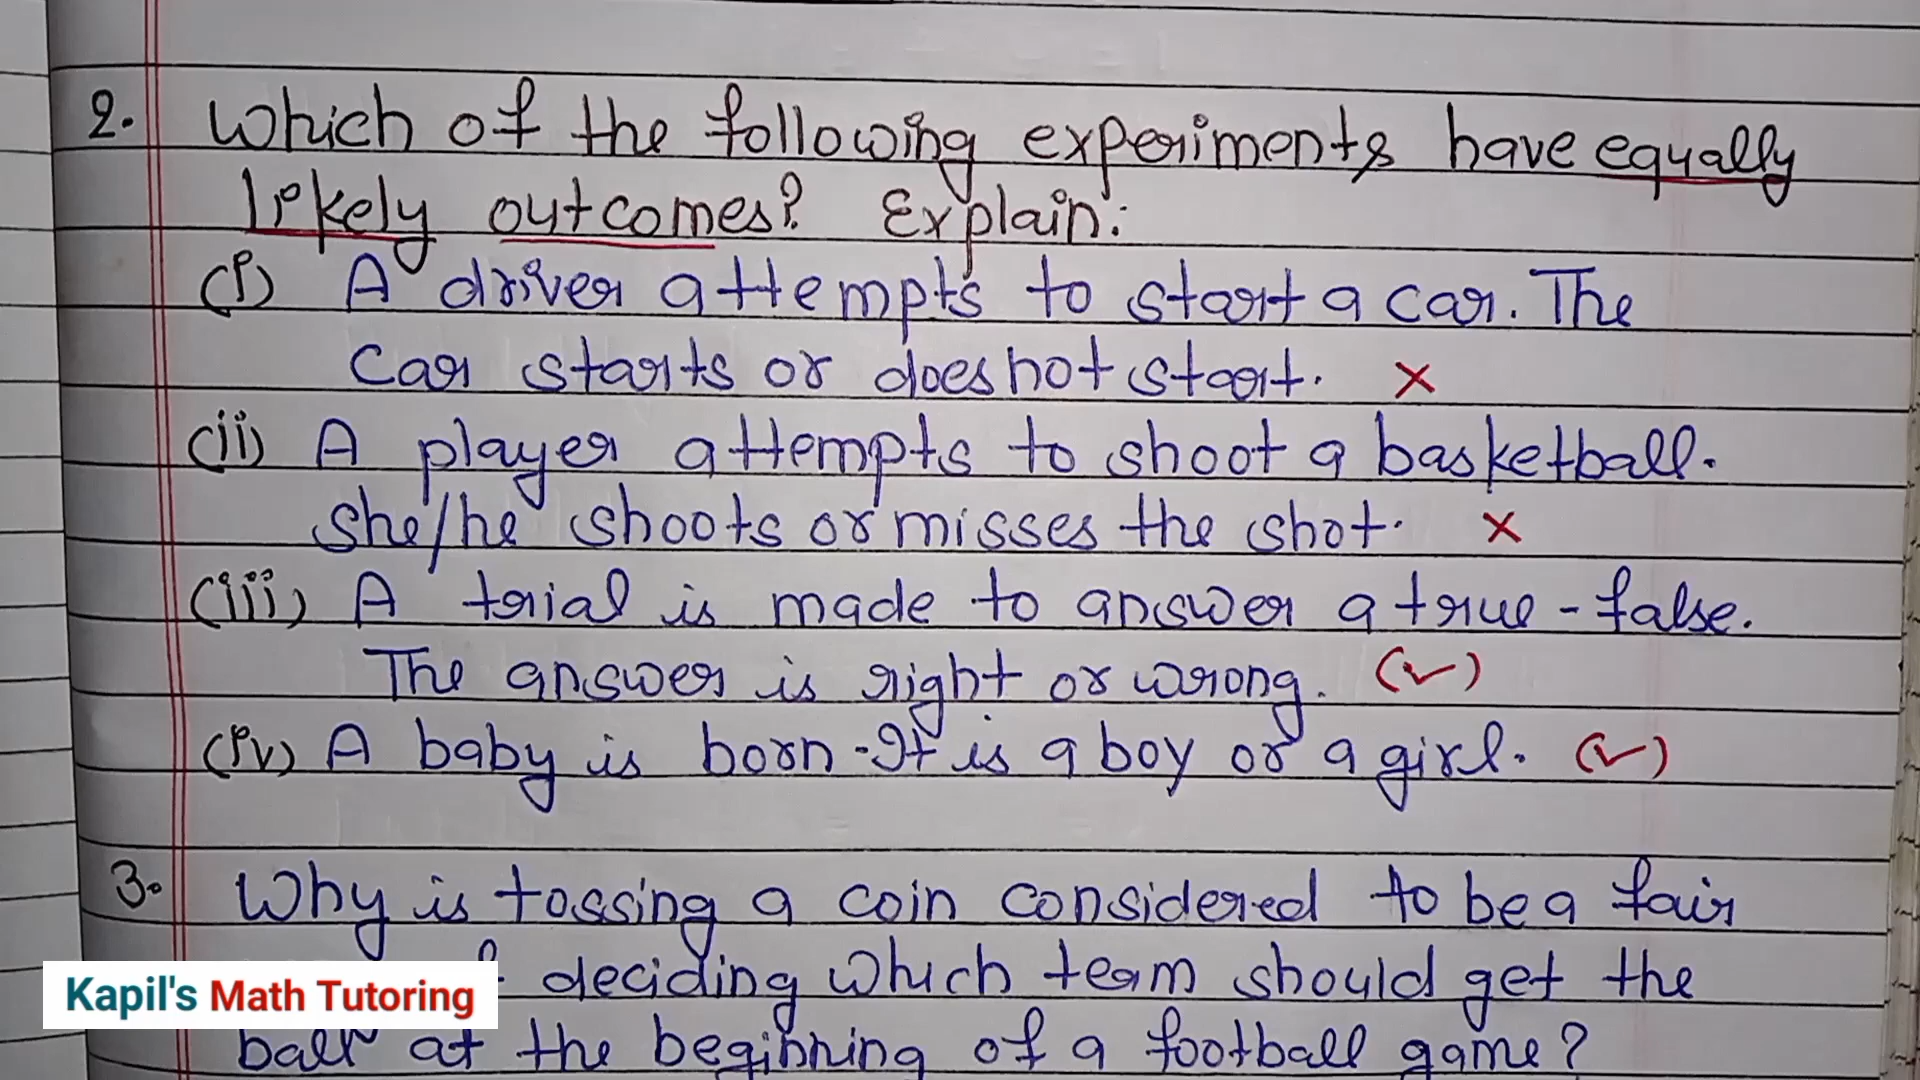 2. Which of the following experiments have equally
likely outcomes? Explain:
(i) A driver attempts to start a car. The
Car starts or does not start. ×
(ii) A player attempts to shoot a basketball.
she/he shoots or misses the shot. ×
(iii) A trial is made to answer a true-false.
The answer is right or wrong. (✓)
(iv) A baby is born. It is a boy or a girl. (✓)
3. Why is tossing a coin considered to be a fair
deciding which team should get the
Kapil's Math Tutoring
ball at the beginning of a football game?